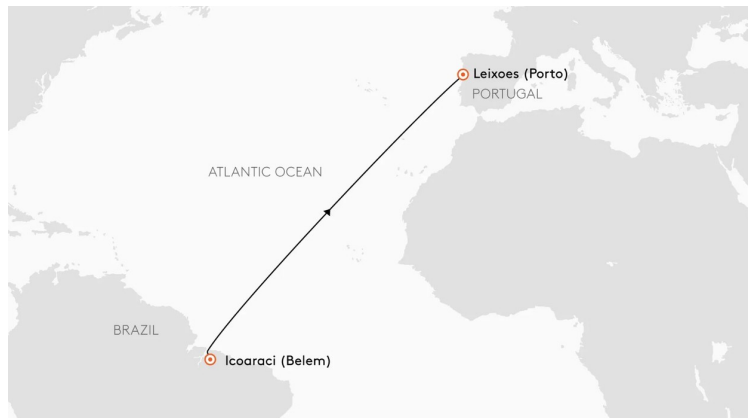 Leixoes (Porto)
PORTUGAL
ATLANTIC OCEAN
BRAZIL
Icoaraci (Belem)